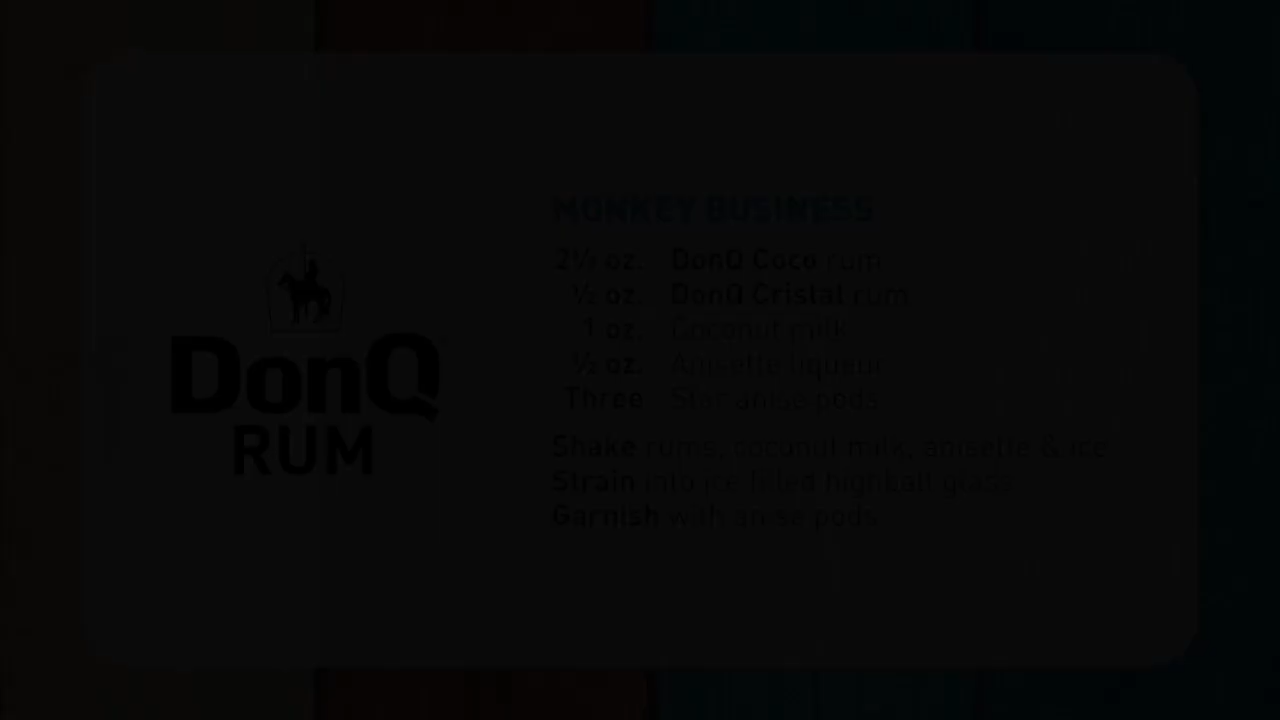 MONKEY BUSINESS
oz. DonQ Coco rum
½ oz. DonQ Cristal rum
1 oz. Coconut milk
½ oz. Anisette liqueur
Three Star anise pods
DonQ
RUM
Shake rums, coconut milk, anisette & ice
Strain into ice filled highball glass
Garnish with anise pods